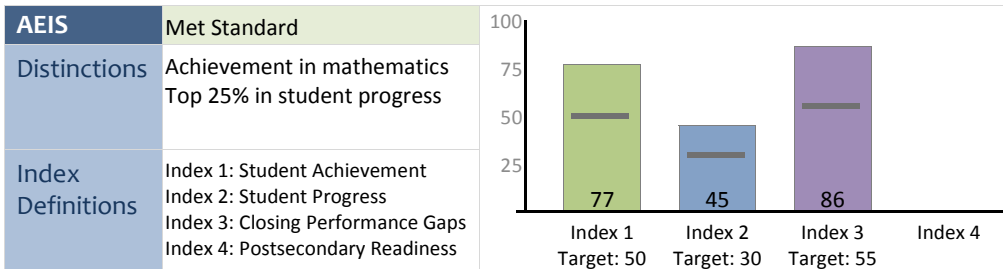 AEIS
Met Standard
Distinctions
Achievement in mathematics
Top 25% in student progress
Index
Definitions
Index 1: Student Achievement
Index 2: Student Progress
Index 3: Closing Performance Gaps
Index 4: Postsecondary Readiness
100
75
50
25
77
45
86
Index 1
Index 2
Index 3
Index 4
Target: 50
Target: 30
Target: 55